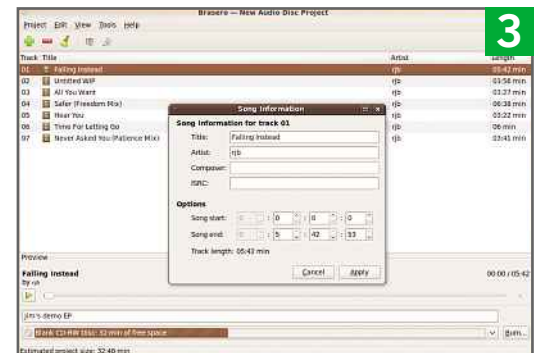 Brasero — New Audio Disc Project
3
Project Edit View Tools Help
Track Title Artist Length
01 Falling Instead rjb 05:42 min
02 Untitled WIP rjb 03:56 min
03 All You Want rjb 03:27 min
04 Safer (Freedom Mix) rjb 06:38 min
05 Hear You rjb 03:22 min
06 Time For Letting Go rjb 06 min
07 Never Asked You (Patience Mix) rjb 03:41 min
Song Information
Song Information for track 01
Title: Falling Instead
Artist: rjb
Composer:
ISRC:
Options
Song start: 0 : 0 : 0 : 0
Song end: 0 : 5 : 42 : 53
Track length: 05:42 min
Cancel Apply
Preview
Falling Instead 00:00 / 05:42
by rjb
jim's demo EP
Blank CD-RW Disc: 32 min of free space Burn...
Estimated project size: 32:46 min